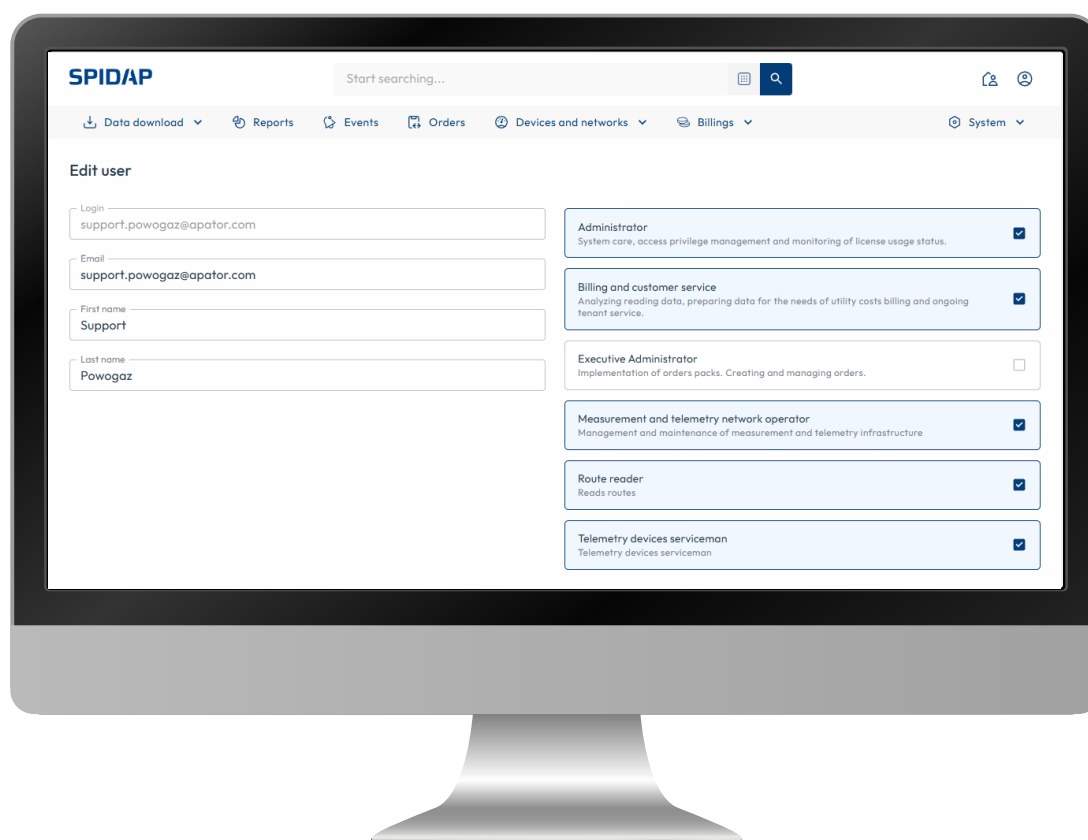 SPIDAP
Start searching...
Data download
Reports
Events
Orders
Devices and networks
Billings
System
Edit user
Login
support.powogaz@apator.com
Email
support.powogaz@apator.com
First name
Support
Last name
Powogaz
Administrator
System care, access privilege management and monitoring of license usage status.
Billing and customer service
Analyzing reading data, preparing data for the needs of utility costs billing and ongoing
tenant service.
Executive Administrator
Implementation of orders packs. Creating and managing orders.
Measurement and telemetry network operator
Management and maintenance of measurement and telemetry infrastructure
Route reader
Reads routes
Telemetry devices serviceman
Telemetry devices serviceman